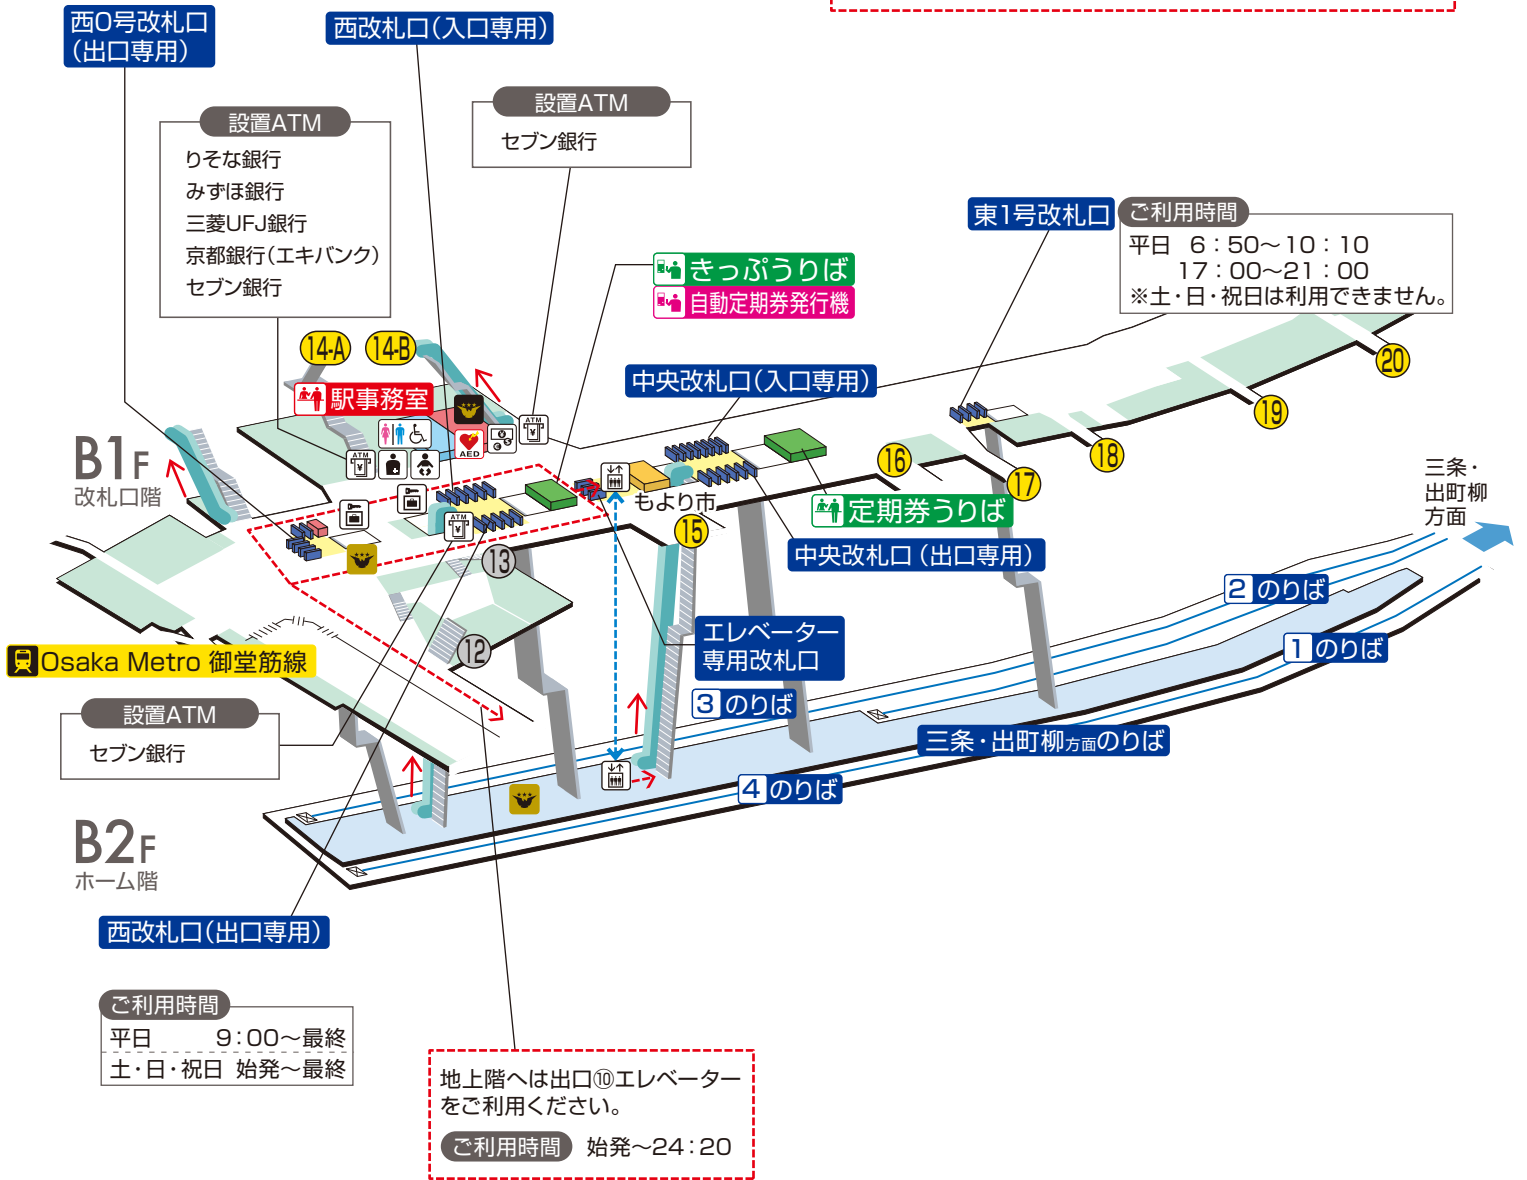 西0号改札口
(出口専用)
西改札口(入口専用)
設置ATM
りそな銀行
みずほ銀行
三菱UFJ銀行
京都銀行(エキバンク)
セブン銀行
設置ATM
セブン銀行
東1号改札口
ご利用時間
平日 6：50〜10：10
17：00〜21：00
※土・日・祝日は利用できません。
きっぷうりば
自動定期券発行機
14-A
14-B
駅事務室
中央改札口(入口専用)
20
19
18
17
16
15
13
12
ATM
AED
ATM
ATM
B1F
改札口階
もより市
定期券うりば
中央改札口(出口専用)
三条・
出町柳
方面
2 のりば
1 のりば
エレベーター
専用改札口
3 のりば
三条・出町柳方面のりば
4 のりば
Osaka Metro 御堂筋線
設置ATM
セブン銀行
B2F
ホーム階
西改札口(出口専用)
ご利用時間
平日 9：00〜最終
土・日・祝日 始発〜最終
地上階へは出口⑩エレベーター
をご利用ください。
ご利用時間 始発〜24：20